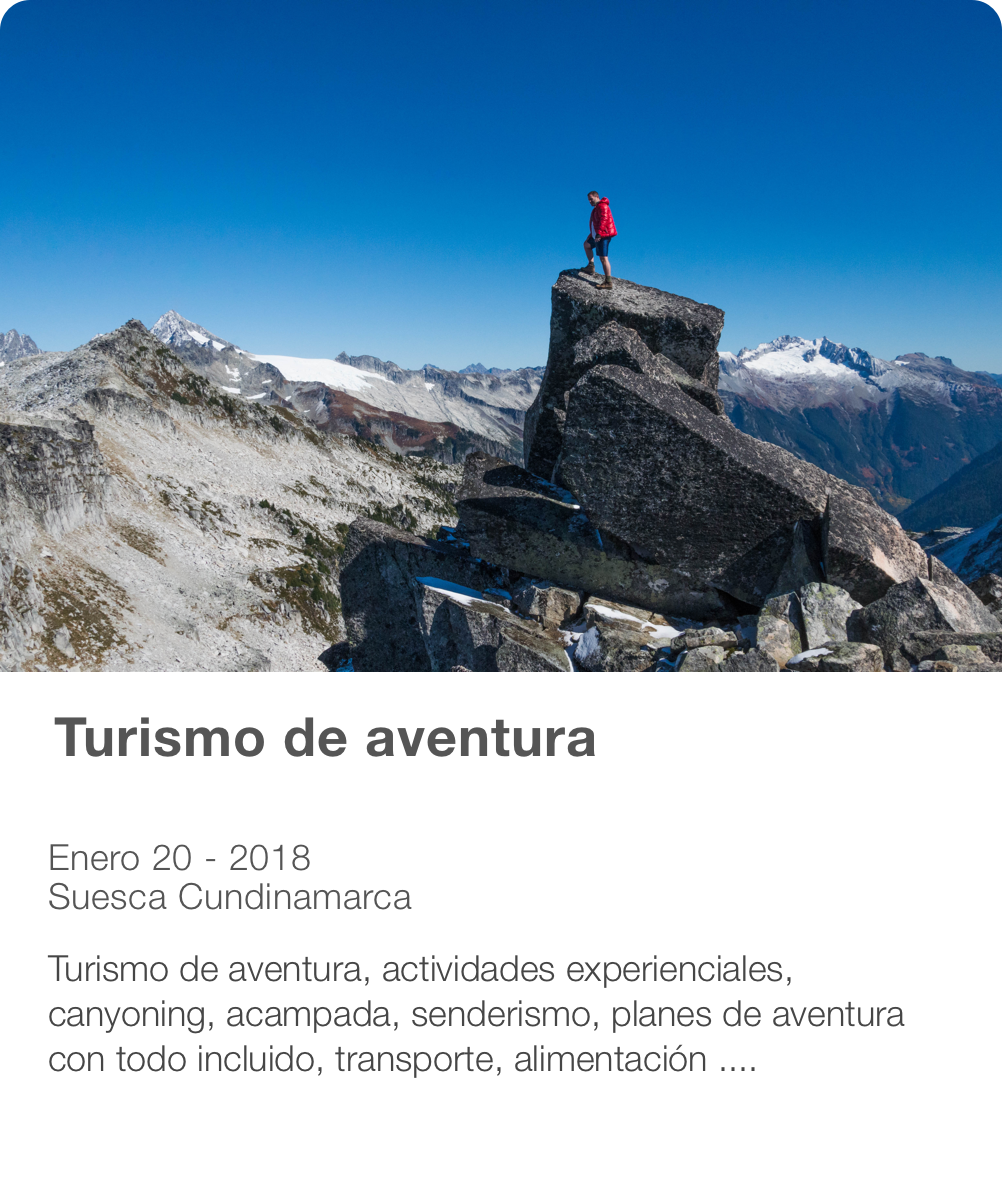 Turismo de aventura
Enero 20 - 2018
Suesca Cundinamarca
Turismo de aventura, actividades experienciales,
canyoning, acampada, senderismo, planes de aventura
con todo incluido, transporte, alimentación ....